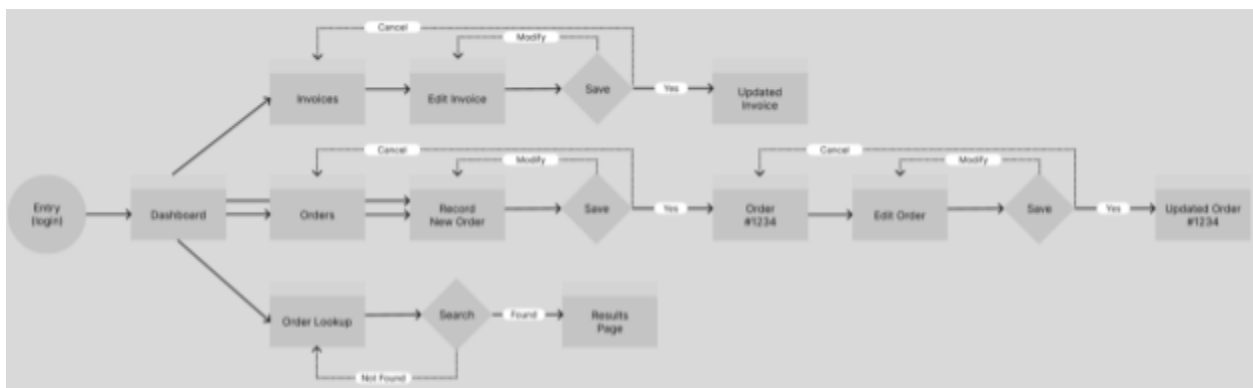 Cancel
Modify
Invoices
Edit Invoice
Save
Yes
Updated
Invoice
Cancel
Modify
Cancel
Modify
Entry
(login)
Dashboard
Orders
Record
New Order
Save
Yes
Order
#1234
Edit Order
Save
Yes
Updated Order
#1234
Order Lookup
Search
Found
Results
Page
Not Found